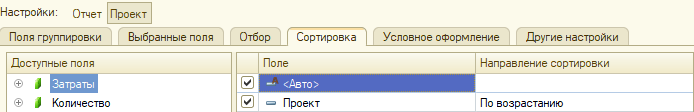 Настройки: Отчет Проект
Поля группировки Выбранные поля Отбор Сортировка Условное оформление Другие настройки
Доступные поля Поле Направление сортировки
Затраты <Авто>
Количество Проект По возрастанию